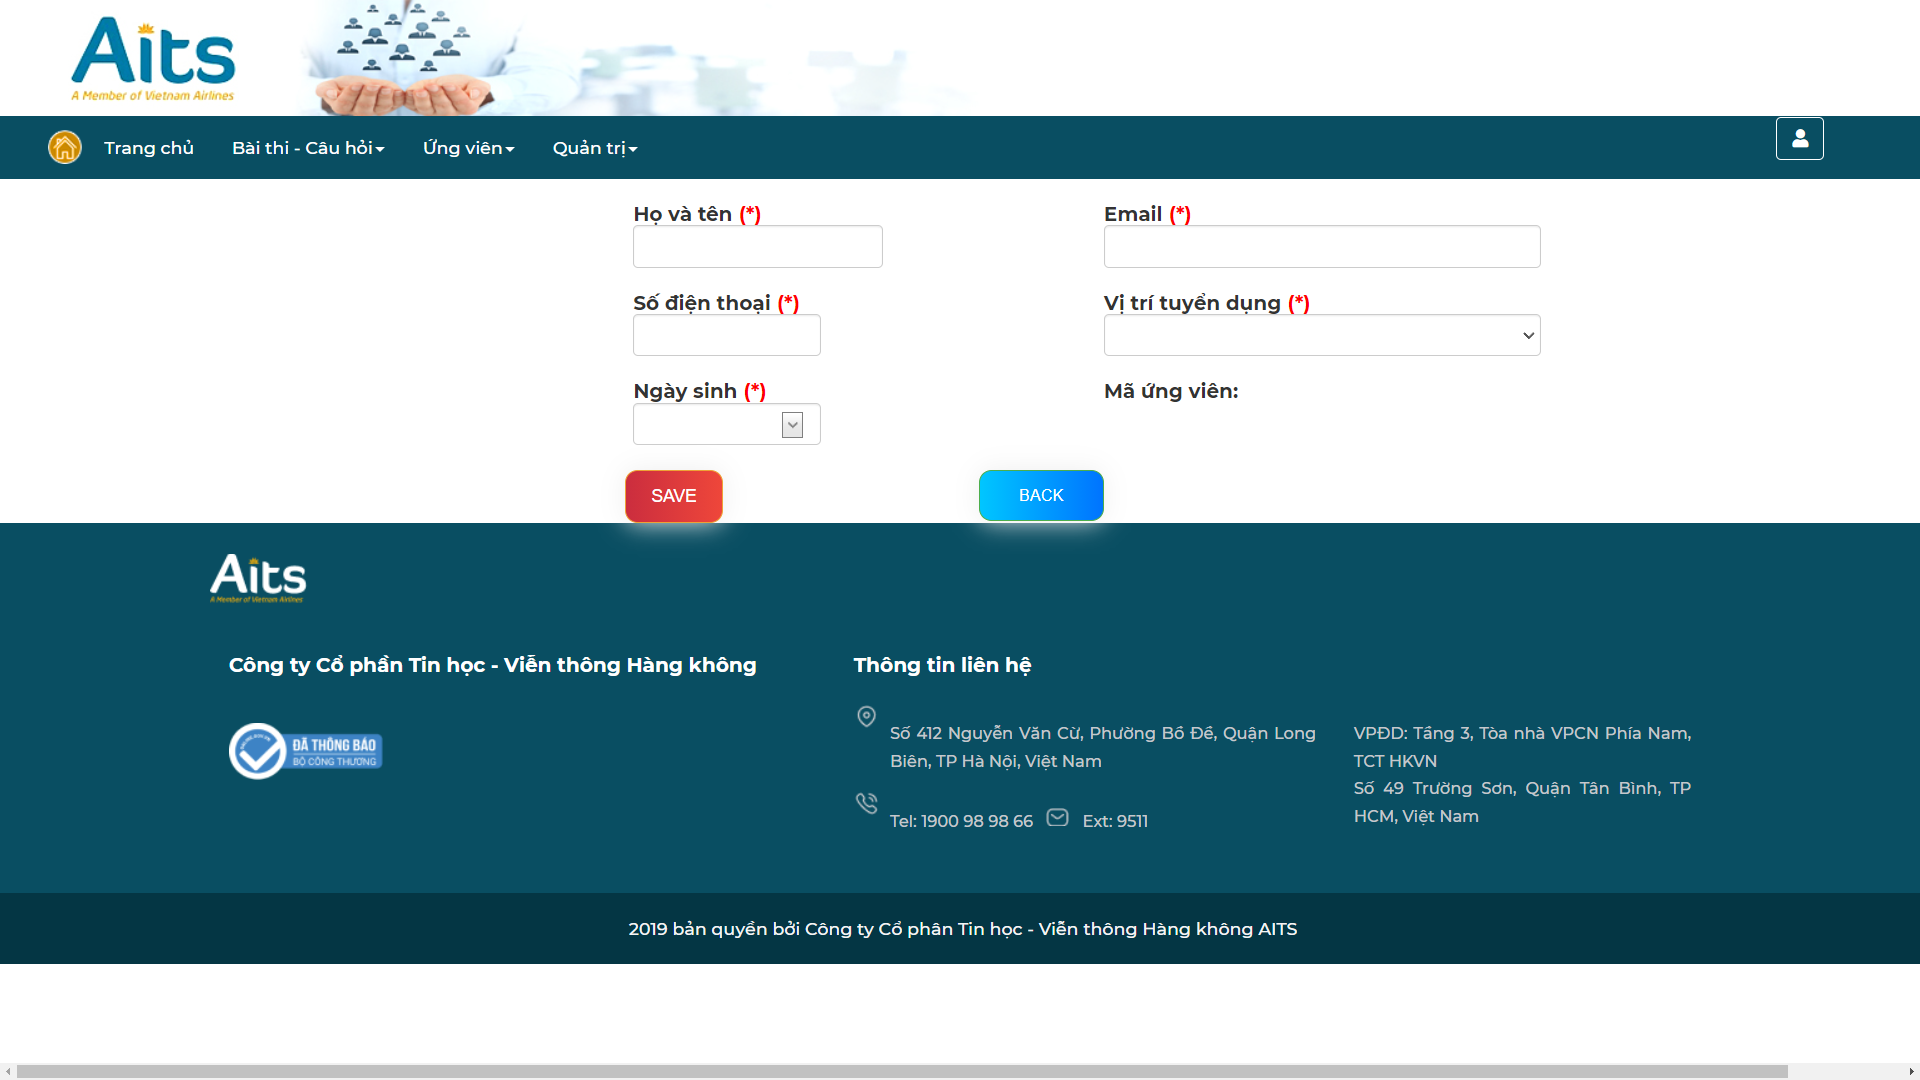 Aits
A Member of Vietnam Airlines
Trang chủ
Bài thi - Câu hỏi
Ứng viên
Quản trị
Họ và tên (*)
Email (*)
Số điện thoại (*)
Vị trí tuyển dụng (*)
Ngày sinh (*)
Mã ứng viên:
SAVE
BACK
Aits
A Member of Vietnam Airlines
Công ty Cổ phần Tin học - Viễn thông Hàng không
Thông tin liên hệ
ĐÃ THÔNG BÁO
BỘ CÔNG THƯƠNG
Số 412 Nguyễn Văn Cừ, Phường Bồ Đề, Quận Long
Biên, TP Hà Nội, Việt Nam
Tel: 1900 98 98 66
Ext: 9511
VPĐD: Tầng 3, Tòa nhà VPCN Phía Nam,
TCT HKVN
Số 49 Trường Sơn, Quận Tân Bình, TP
HCM, Việt Nam
2019 bản quyền bởi Công ty Cổ phân Tin học - Viễn thông Hàng không AITS